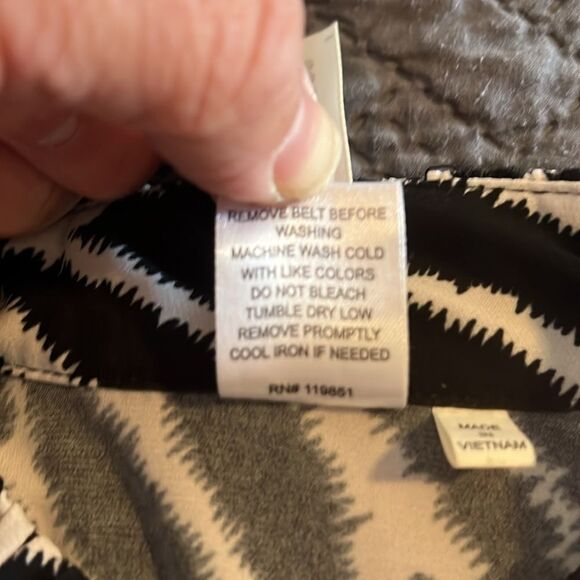 REMOVE BELT BEFORE
WASHING
MACHINE WASH COLD
WITH LIKE COLORS
DO NOT BLEACH
TUMBLE DRY LOW
REMOVE PROMPTLY
COOL IRON IF NEEDED
RN# 119851
MADE
IN
VIETNAM